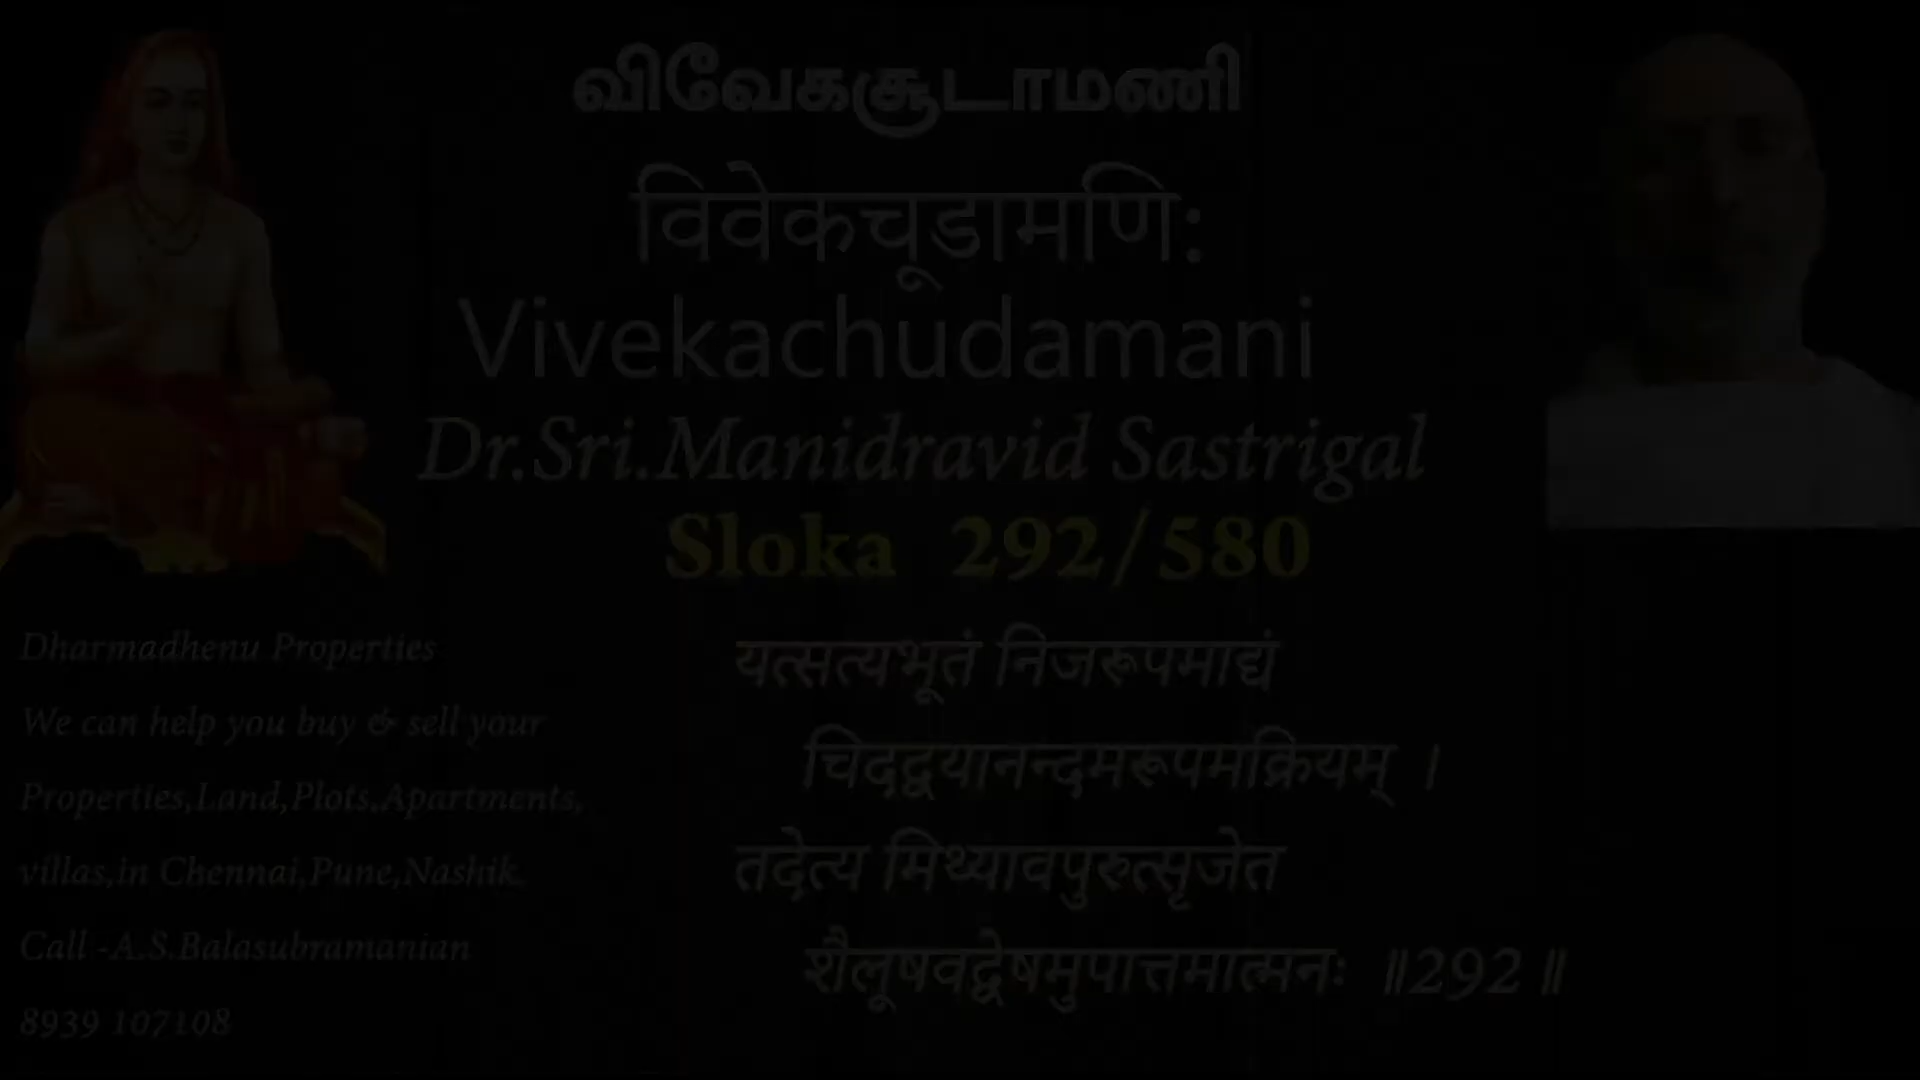 விவேகசூடாமணி
विवेकचूडामणि:
Vivekachudamani
Dr.Sri.Manidravid Sastrigal
Sloka 292/580
यत्सत्यभूतं निजरूपमाद्यं
चिदद्वयानन्दमरूपमक्रियम् ।
तदेत्य मिथ्यावपुरुत्सृजेत
शैलूषवद्वेषमुपात्तमात्मनः ॥292॥
Dharmadhenu Properties
We can help you buy & sell your
Properties,Land,Plots,Apartments,
villas,in Chennai,Pune,Nashik.
Call -A.S.Balasubramanian
8939 107108